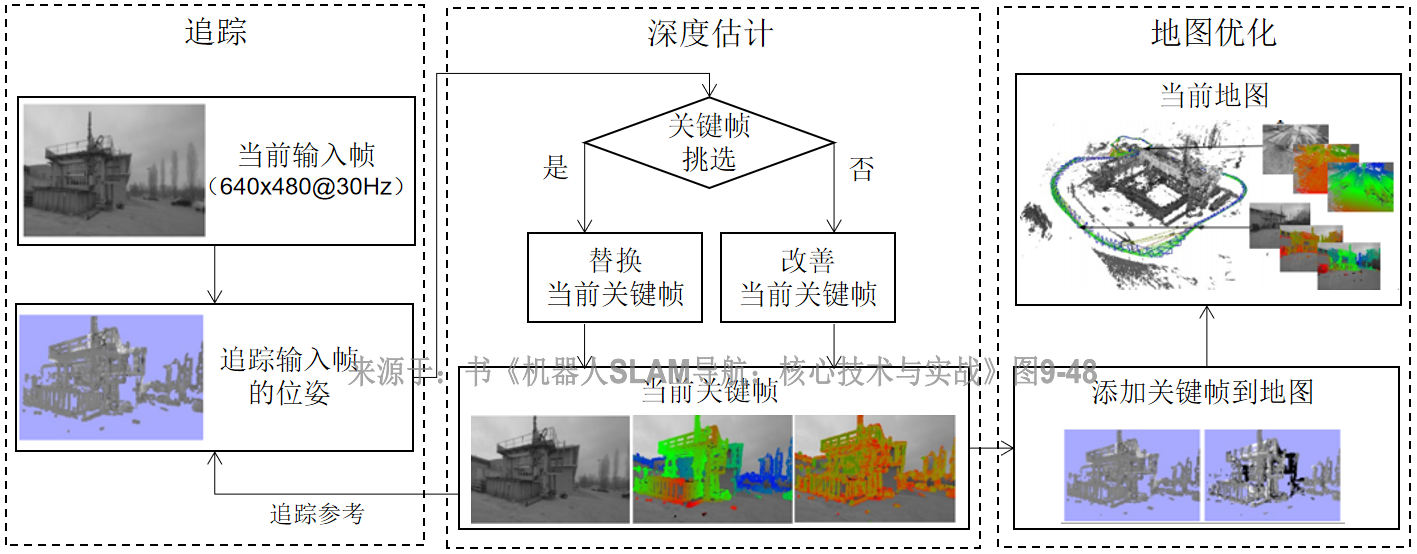 追踪
当前输入帧
（640x480@30Hz）
追踪输入帧
的位姿
追踪参考
深度估计
关键帧
挑选
是
否
替换
当前关键帧
改善
当前关键帧
当前关键帧
地图优化
当前地图
添加关键帧到地图
来源于：书《机器人SLAM导航：核心技术与实战》图9-48